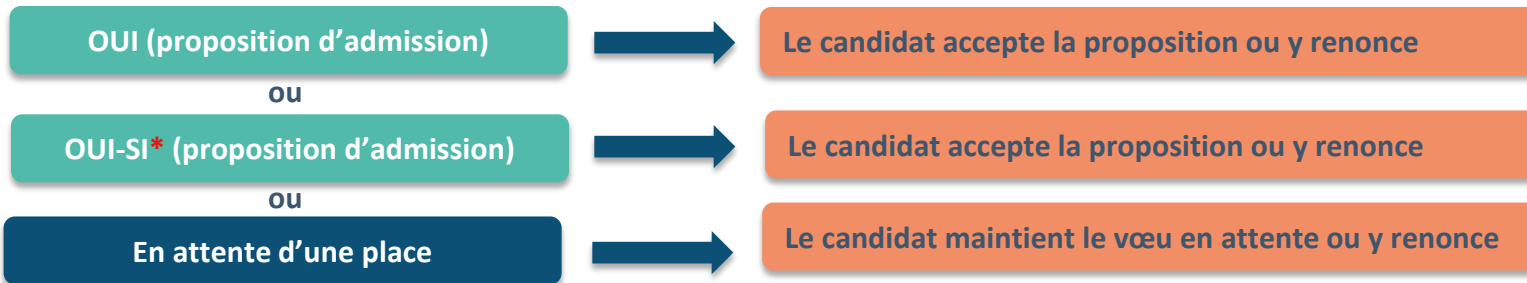 OUI (proposition d’admission)
Le candidat accepte la proposition ou y renonce
ou
OUI-SI* (proposition d’admission)
Le candidat accepte la proposition ou y renonce
ou
En attente d’une place
Le candidat maintient le vœu en attente ou y renonce